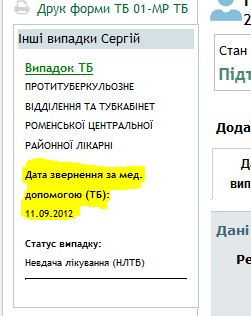 Друк форми ТБ 01-МР ТБ
2
Інші випадки Сергій
Стан
Випадок ТБ
Підт
ПРОТИТУБЕРКУЛЬОЗНЕ
ВІДДІЛЕННЯ ТА ТУБКАБІНЕТ
РОМЕНСЬКОЇ ЦЕНТРАЛЬНОЇ
РАЙОННОЇ ЛІКАРНІ
Дода
Дата звернення за мед.
допомогою (ТБ):
11.09.2012
Да
вип
Дані
Статус випадку:
Невдача лікування (НЛТБ)
Ре